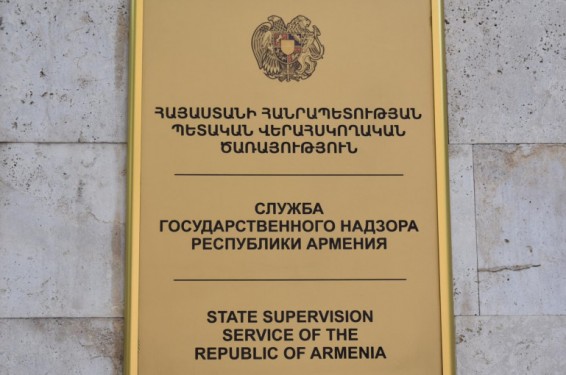 ՀԱՅԱՍՏԱՆԻ ՀԱՆՐԱՊԵՏՈՒԹՅԱՆ
ՊԵՏԱԿԱՆ ՎԵՐԱՀՍԿՈՂԱԿԱՆ
ԾԱՌԱՅՈՒԹՅՈՒՆ
СЛУЖБА
ГОСУДАРСТВЕННОГО НАДЗОРА
РЕСПУБЛИКИ АРМЕНИЯ
STATE SUPERVISION
SERVICE OF THE
REPUBLIC OF ARMENIA